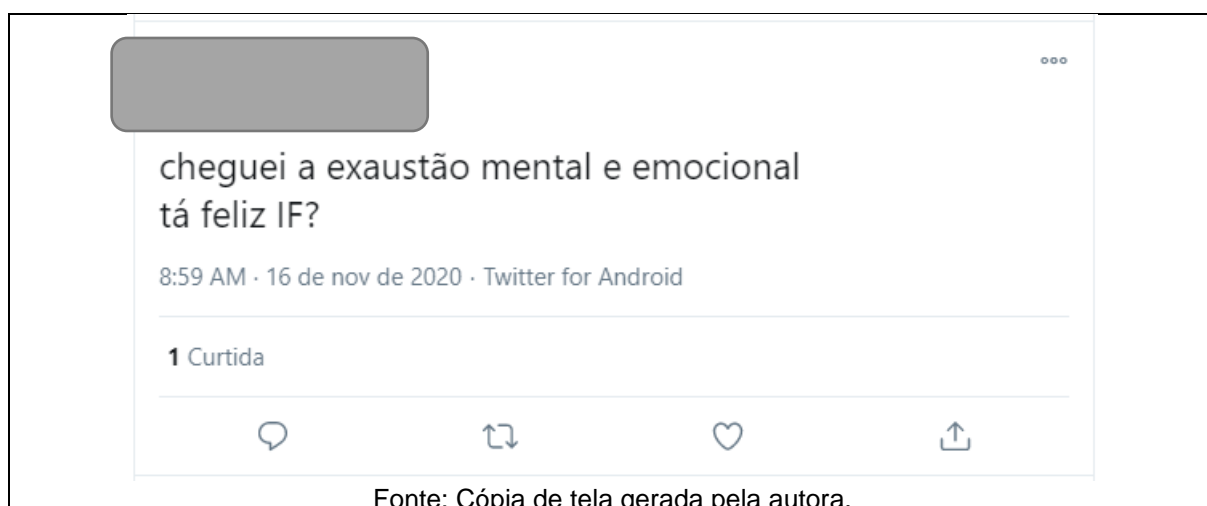 cheguei a exaustão mental e emocional
tá feliz IF?
8:59 AM · 16 de nov de 2020 · Twitter for Android
1 Curtida
Fonte: Cópia de tela gerada pela autora.